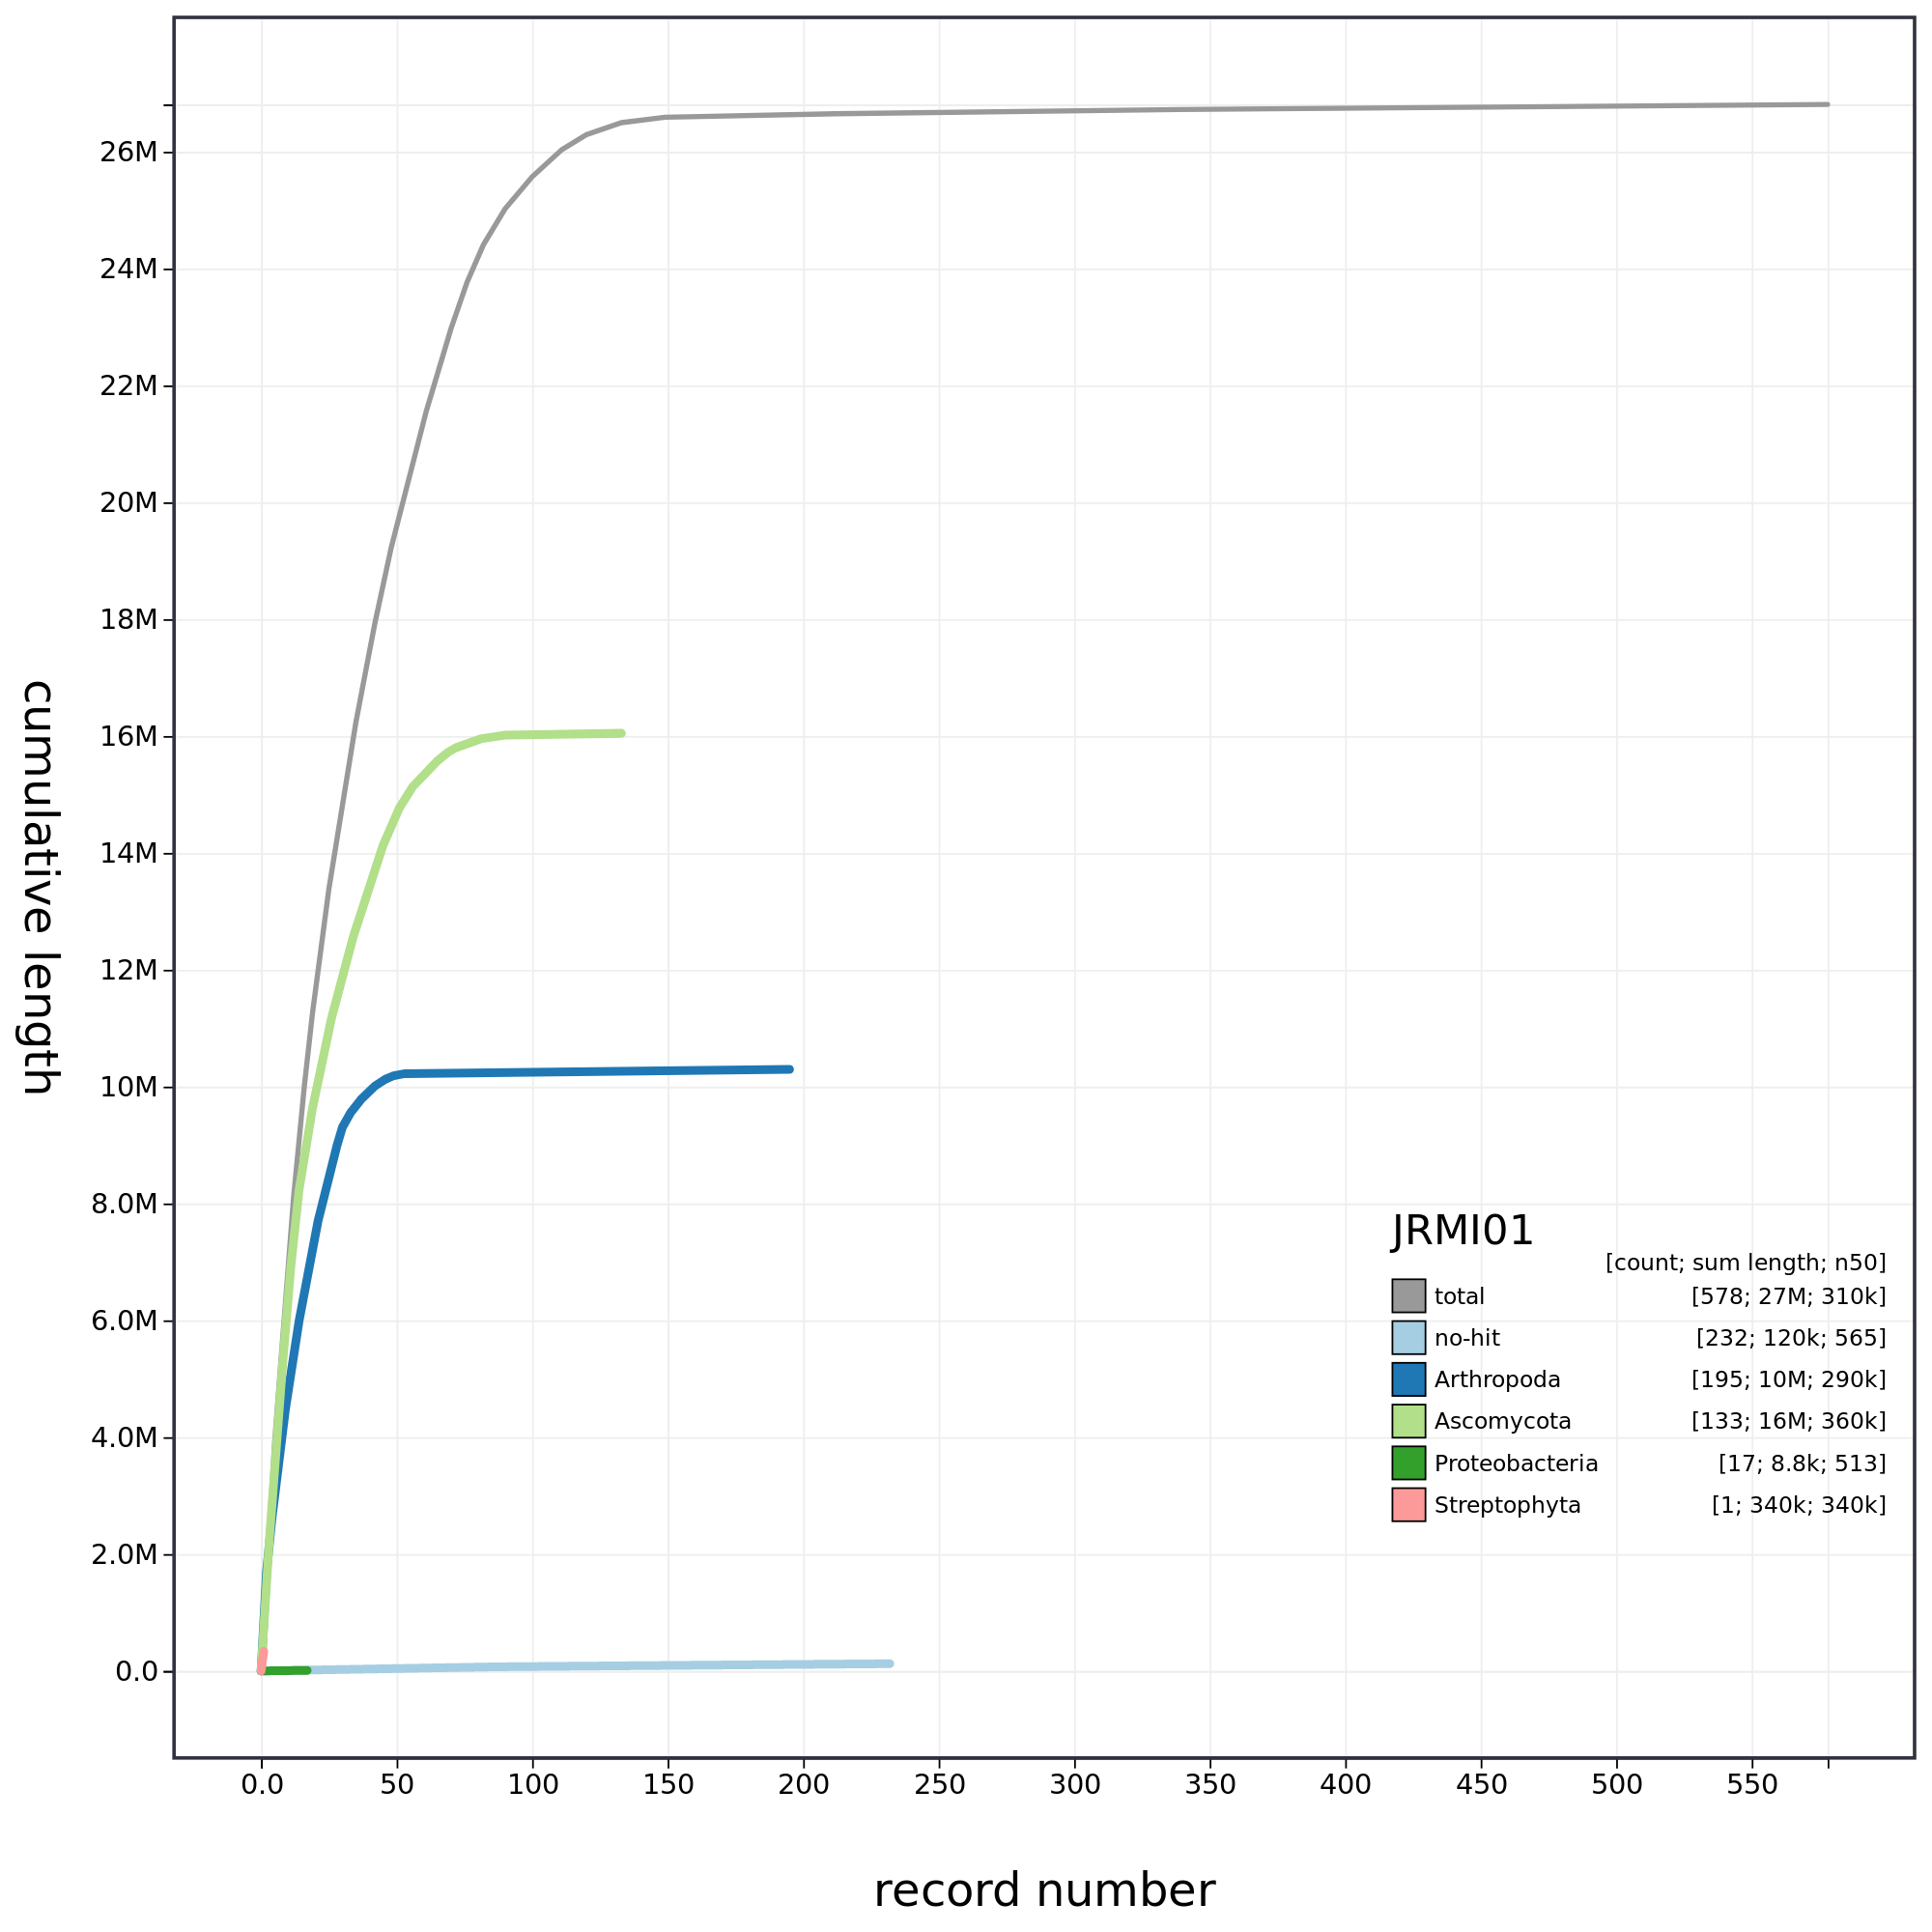 26M
24M
22M
20M
18M
16M
14M
12M
10M
8.0M
6.0M
4.0M
2.0M
0.0
cumulative length
JRMI01
[count; sum length; n50]
total [578; 27M; 310k]
no-hit [232; 120k; 565]
Arthropoda [195; 10M; 290k]
Ascomycota [133; 16M; 360k]
Proteobacteria [17; 8.8k; 513]
Streptophyta [1; 340k; 340k]
0.0 50 100 150 200 250 300 350 400 450 500 550
record number